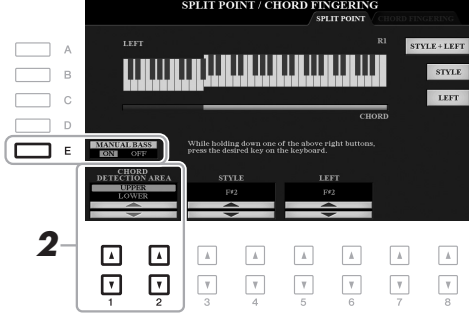 SPLIT POINT / CHORD FINGERING
SPLIT POINT
CHORD FINGERING
LEFT
R1
STYLE + LEFT
STYLE
LEFT
CHORD
A
B
C
D
E
MANUAL BASS
ON OFF
While holding down one of the above right buttons,
press the desired key on the keyboard.
CHORD
DETECTION AREA
UPPER
LOWER
STYLE
F#2
LEFT
F#2
2
1 2 3 4 5 6 7 8